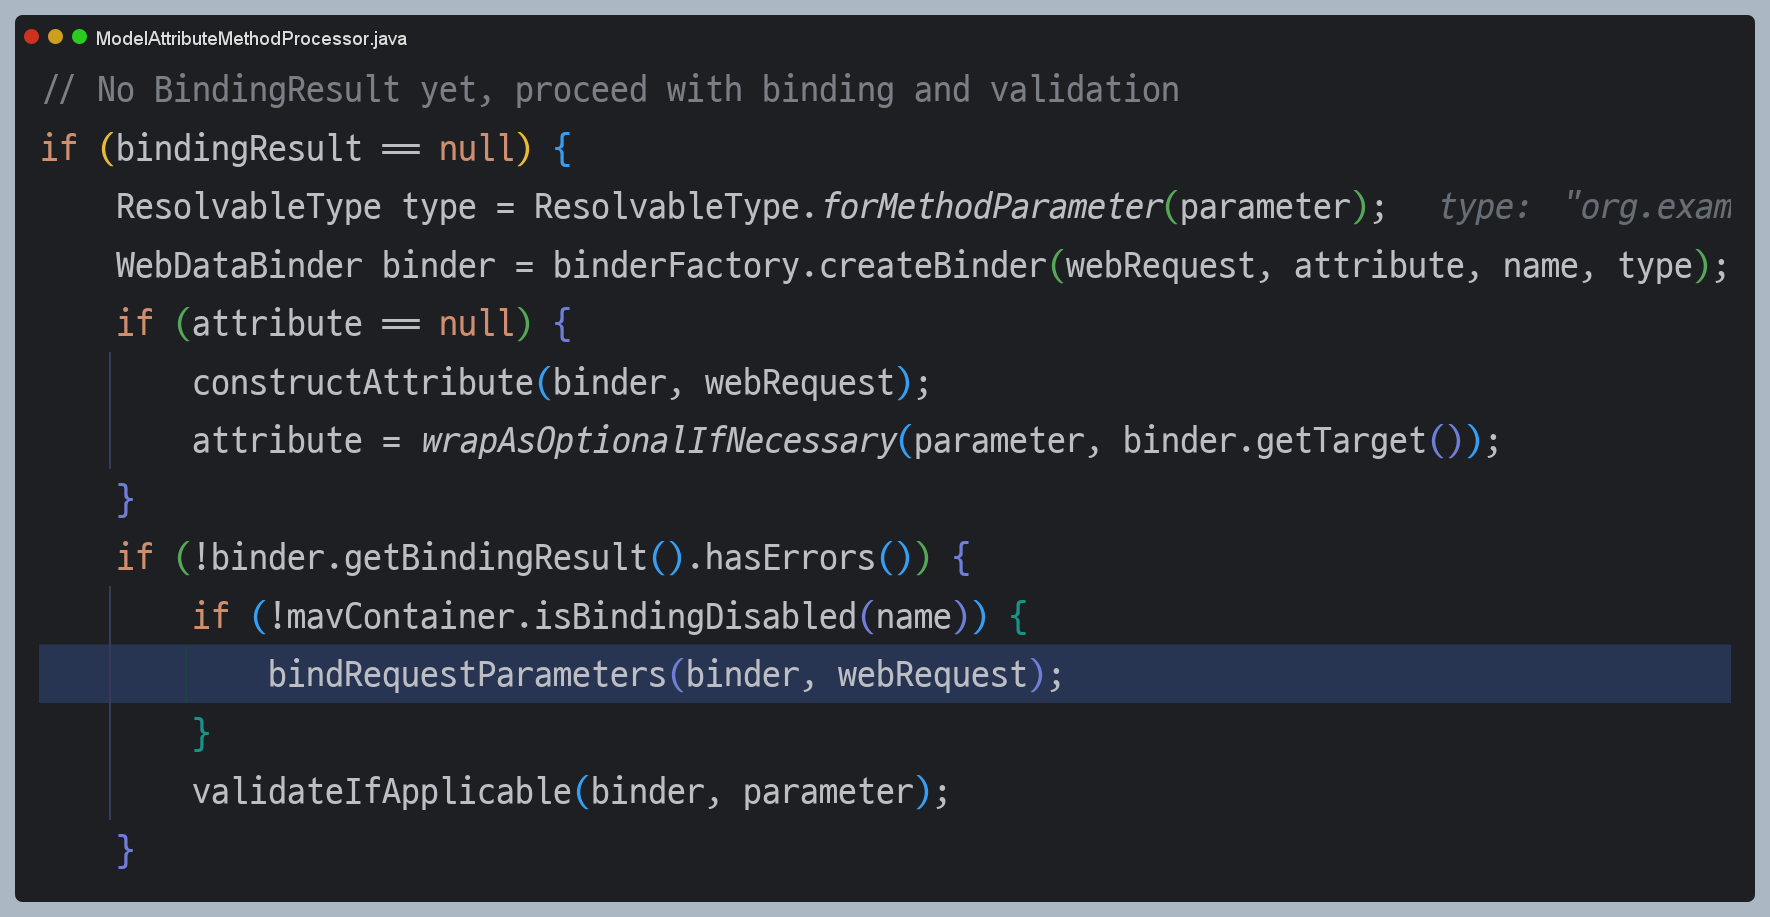 ModelAttributeMethodProcessor.java
// No BindingResult yet, proceed with binding and validation
if (bindingResult == null) {
    ResolvableType type = ResolvableType.forMethodParameter(parameter);   type: "org.exam
    WebDataBinder binder = binderFactory.createBinder(webRequest, attribute, name, type);
    if (attribute == null) {
        constructAttribute(binder, webRequest);
        attribute = wrapAsOptionalIfNecessary(parameter, binder.getTarget());
    }
    if (!binder.getBindingResult().hasErrors()) {
        if (!mavContainer.isBindingDisabled(name)) {
            bindRequestParameters(binder, webRequest);
        }
        validateIfApplicable(binder, parameter);
    }